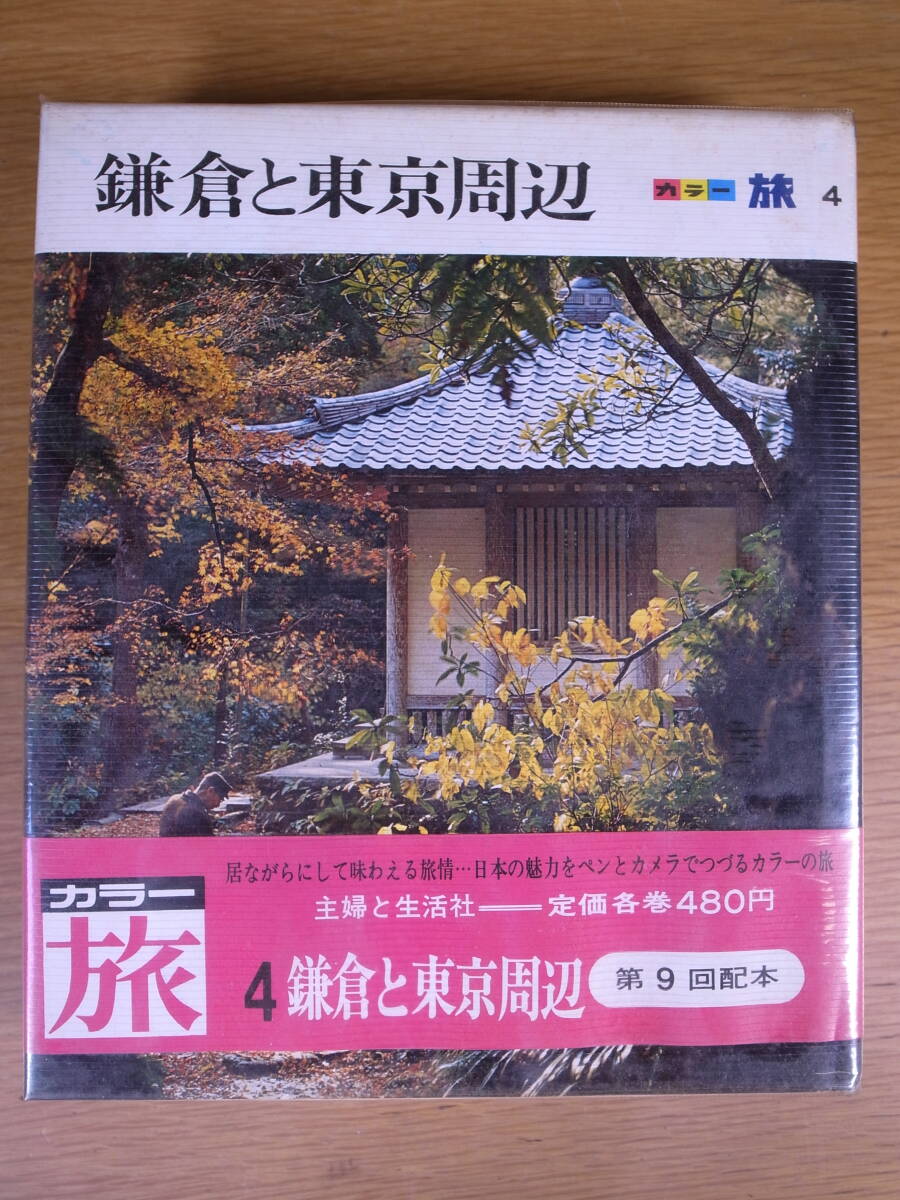 鎌倉と東京周辺
カラー 旅 4
居ながらにして味わえる旅情…日本の魅力をペンとカメラでつづるカラーの旅
主婦と生活社——定価各巻480円
カラー
旅
4 鎌倉と東京周辺 第9回配本